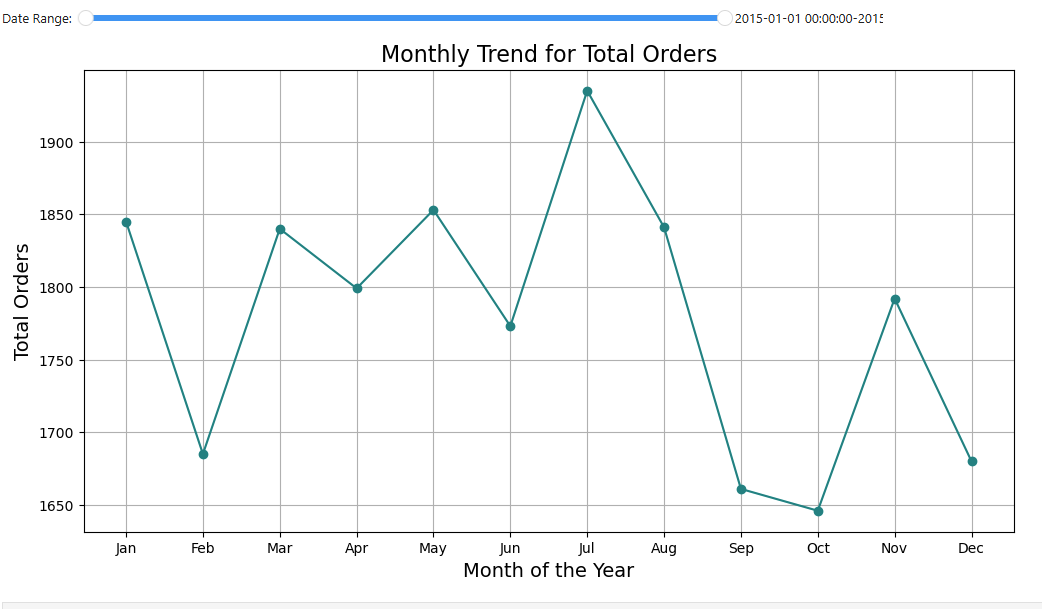 Date Range: 2015-01-01 00:00:00-2015
Monthly Trend for Total Orders
Total Orders
1900
1850
1800
1750
1700
1650
Jan Feb Mar Apr May Jun Jul Aug Sep Oct Nov Dec
Month of the Year